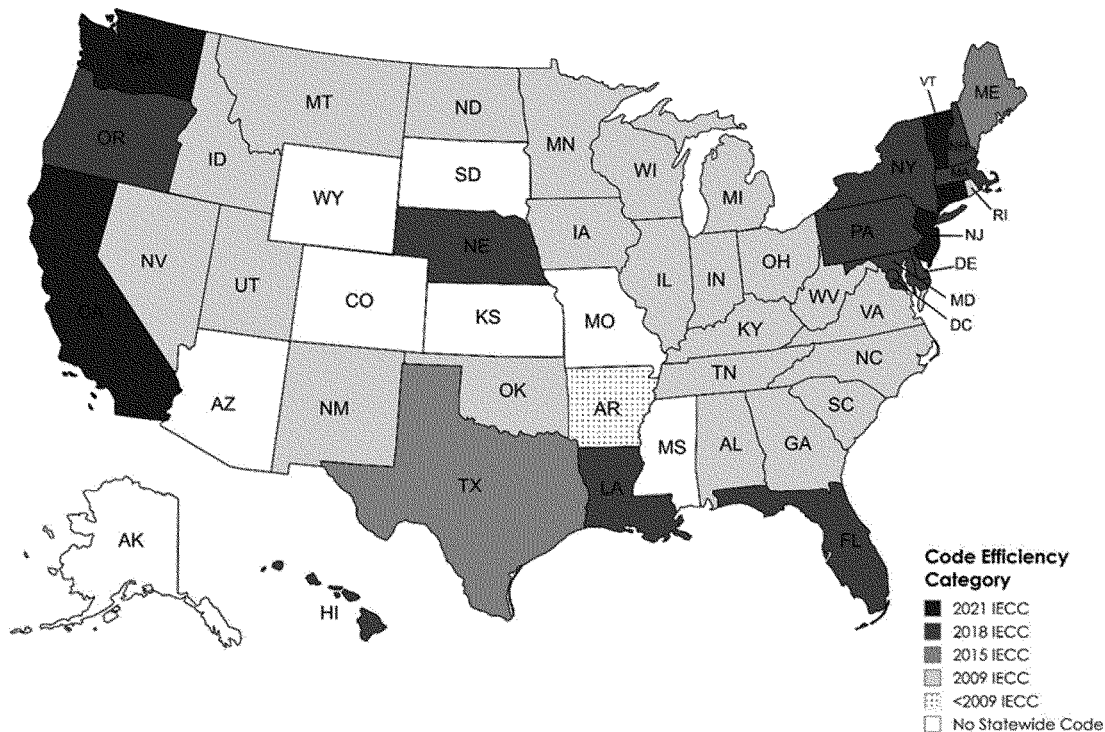 WA
MT
ND
MN
VT
ME
OR
ID
SD
WI
NY
NH
MA
WY
MI
RI
NE
IA
PA
NJ
NV
UT
CO
KS
IL
IN
OH
DE
MO
WV
MD
CA
KY
VA
DC
AZ
NM
OK
AR
TN
NC
SC
MS
AL
GA
TX
LA
FL
AK
HI
Code Efficiency
Category
2021 IECC
2018 IECC
2015 IECC
2009 IECC
<2009 IECC
No Statewide Code